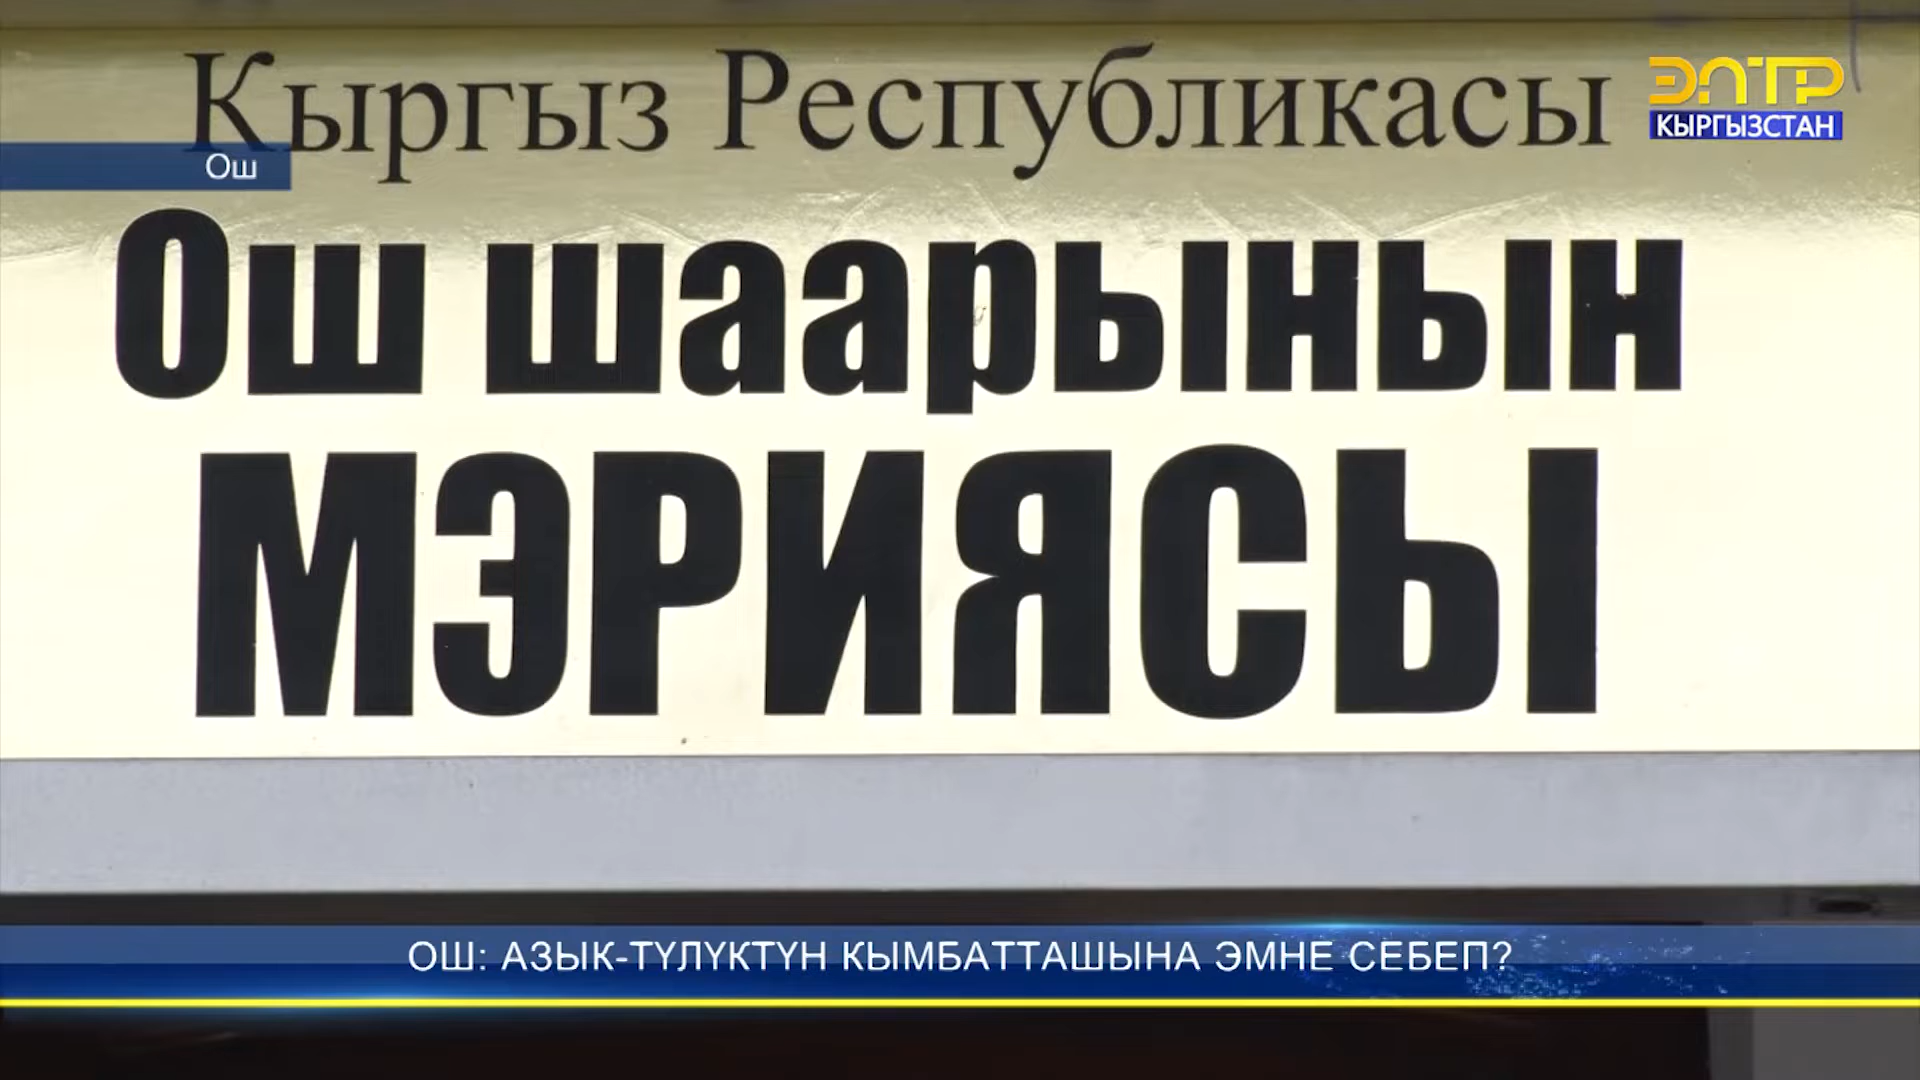 Кыргыз Республикасы
ЭЛТР
КЫРГЫЗСТАН
Ош
Ош шаарынын
МЭРИЯСЫ
ОШ: АЗЫК-ТҮЛҮКТҮН КЫМБАТТАШЫНА ЭМНЕ СЕБЕП?